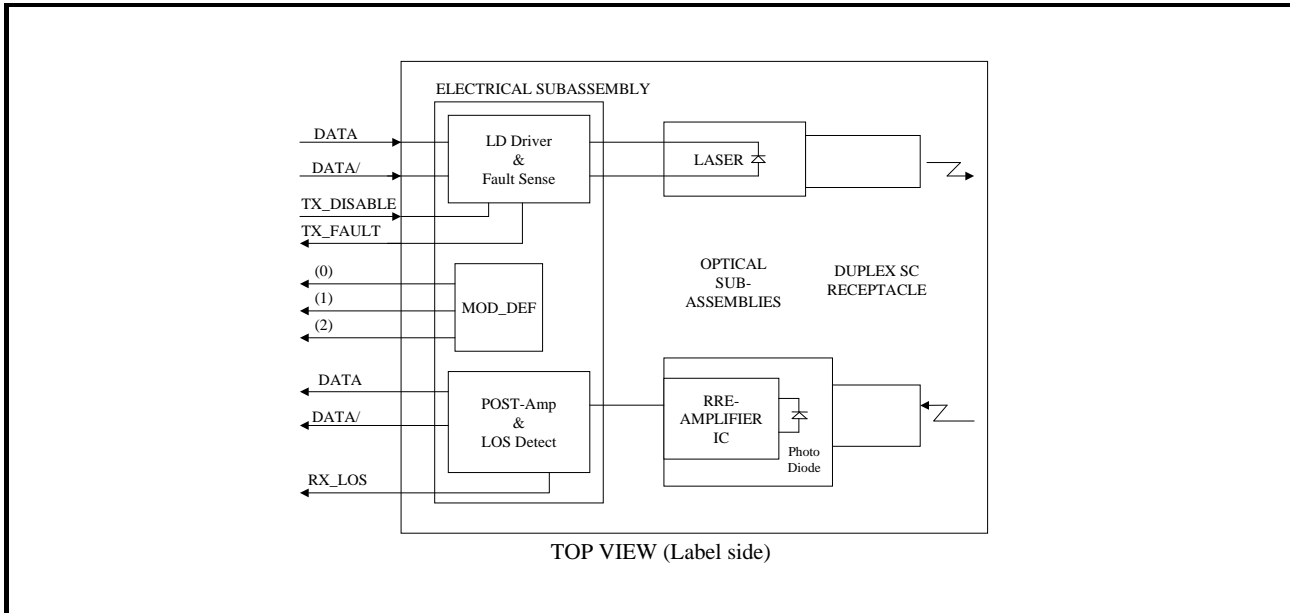 ELECTRICAL SUBASSEMBLY
DATA
DATA/
TX_DISABLE
TX_FAULT
LD Driver
&
Fault Sense
LASER
(0)
(1)
(2)
MOD_DEF
OPTICAL
SUB-
ASSEMBLIES
DUPLEX SC
RECEPTACLE
DATA
DATA/
RX_LOS
POST-Amp
&
LOS Detect
RRE-
AMPLIFIER
IC
Photo
Diode
TOP VIEW (Label side)